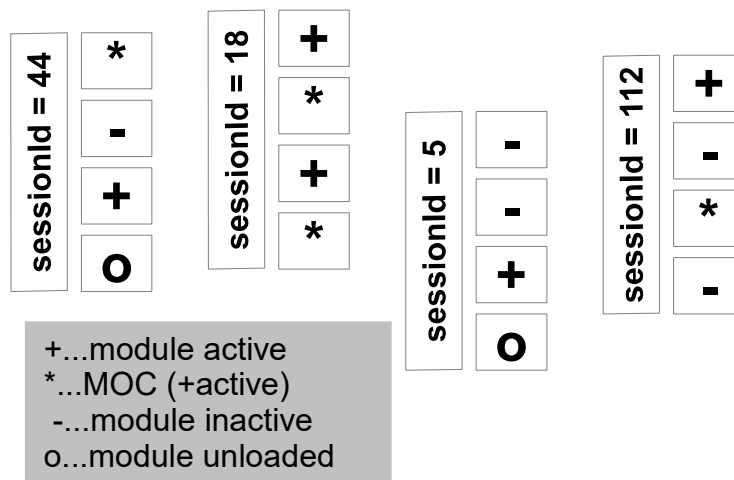 sessionId = 44
*
-
+
o
sessionId = 18
+
*
+
*
sessionId = 5
-
-
+
o
sessionId = 112
+
-
*
-
+...module active
*...MOC (+active)
-...module inactive
o...module unloaded